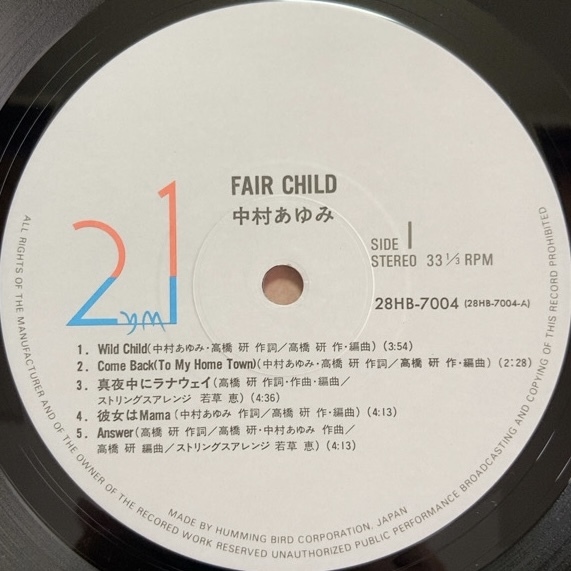 FAIR CHILD
中村あゆみ
21
SIDE 1
STEREO 33 1/3 RPM
28HB-7004 (28HB-7004-A)
1. Wild Child(中村あゆみ・高橋 研 作詞/高橋 研 作・編曲) (3:54)
2. Come Back(To My Home Town)(中村あゆみ・高橋 研 作詞/高橋 研 作・編曲) (2:28)
3. 真夜中にラナウェイ(高橋 研 作詞・作曲・編曲/
ストリングスアレンジ 若草 恵) (4:36)
4. 彼女はMama (中村あゆみ 作詞/高橋 研 作・編曲) (4:13)
5. Answer(高橋 研 作詞/高橋 研・中村あゆみ 作曲/
高橋 研 編曲/ストリングスアレンジ 若草 恵) (4:13)
MADE BY HUMMING BIRD CORPORATION, JAPAN
ALL RIGHTS OF THE MANUFACTURER AND OF THE OWNER OF THE RECORED WORK RESERVED UNAUTHORIZED PUBLIC PERFORMANCE BROADCASTING AND COPYING OF THIS RECORD PROHIBITED